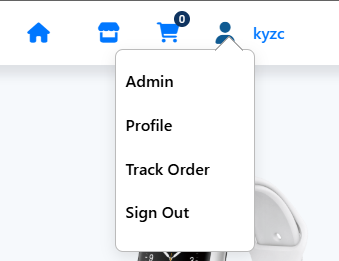 0
kyzc
Admin
Profile
Track Order
Sign Out